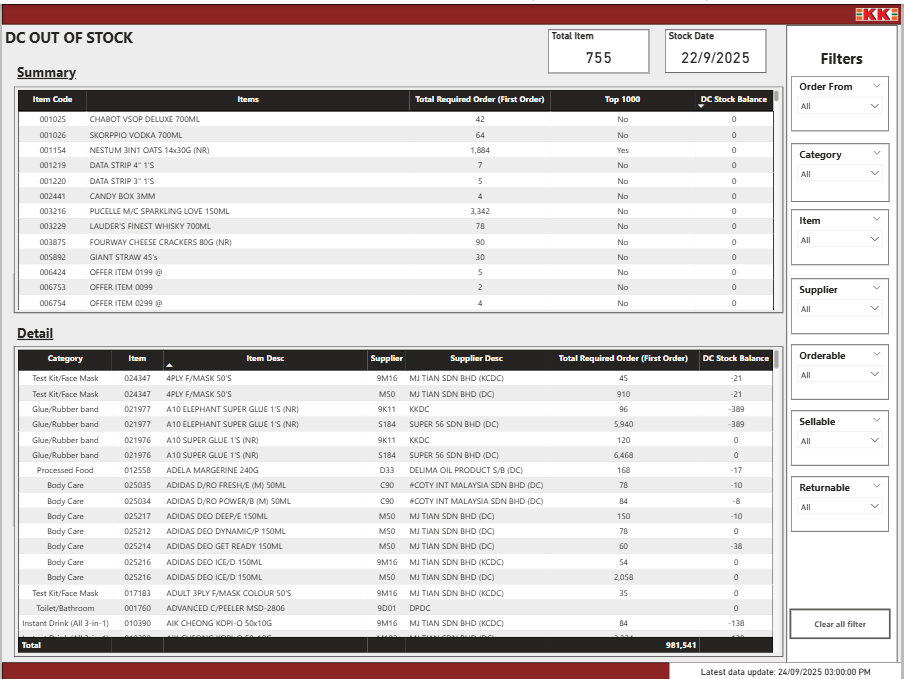 KK
DC OUT OF STOCK
Total Item
755
Stock Date
22/9/2025
Summary
Item Code Items Total Required Order (First Order) Top 1000 DC Stock Balance
001025 CHABOT VSOP DELUXE 700ML 42 No 0
001026 SKORPPIO VODKA 700ML 64 No 0
001154 NESTUM 3IN1 OATS 14x30G (NR) 1,884 Yes 0
001219 DATA STRIP 4" 1'S 7 No 0
001220 DATA STRIP 3" 1'S 5 No 0
002441 CANDY BOX 3MM 4 No 0
003216 PUCELLE M/C SPARKLING LOVE 150ML 3,342 No 0
003229 LAUDER'S FINEST WHISKY 700ML 78 No 0
003875 FOURWAY CHEESE CRACKERS 80G (NR) 90 No 0
005892 GIANT STRAW 45's 30 No 0
006424 OFFER ITEM 0199 @ 5 No 0
006753 OFFER ITEM 0099 2 No 0
006754 OFFER ITEM 0299 @ 4 No 0
Detail
Category Item Item Desc Supplier Supplier Desc Total Required Order (First Order) DC Stock Balance
Test Kit/Face Mask 024347 4PLY F/MASK 50'S 9M16 MJ TIAN SDN BHD (KCDC) 45 -21
Test Kit/Face Mask 024347 4PLY F/MASK 50'S M50 MJ TIAN SDN BHD (DC) 910 -21
Glue/Rubber band 021977 A10 ELEPHANT SUPER GLUE 1'S (NR) 9K11 KKDC 96 -389
Glue/Rubber band 021977 A10 ELEPHANT SUPER GLUE 1'S (NR) S184 SUPER 56 SDN BHD (DC) 5,940 -389
Glue/Rubber band 021976 A10 SUPER GLUE 1'S (NR) 9K11 KKDC 120 0
Glue/Rubber band 021976 A10 SUPER GLUE 1'S (NR) S184 SUPER 56 SDN BHD (DC) 6,468 0
Processed Food 012558 ADELA MARGERINE 240G D33 DELIMA OIL PRODUCT S/B (DC) 168 -17
Body Care 025035 ADIDAS D/RO FRESH/E (M) 50ML C90 #COTY INT MALAYSIA SDN BHD (DC) 78 -10
Body Care 025034 ADIDAS D/RO POWER/B (M) 50ML C90 #COTY INT MALAYSIA SDN BHD (DC) 84 -8
Body Care 025217 ADIDAS DEO DEEP/E 150ML M50 MJ TIAN SDN BHD (DC) 150 -10
Body Care 025212 ADIDAS DEO DYNAMIC/P 150ML M50 MJ TIAN SDN BHD (DC) 78 0
Body Care 025214 ADIDAS DEO GET READY 150ML M50 MJ TIAN SDN BHD (DC) 60 -38
Body Care 025216 ADIDAS DEO ICE/D 150ML 9M16 MJ TIAN SDN BHD (KCDC) 54 0
Body Care 025216 ADIDAS DEO ICE/D 150ML M50 MJ TIAN SDN BHD (DC) 2,058 0
Test Kit/Face Mask 017183 ADULT 3PLY F/MASK COLOUR 50'S 9M16 MJ TIAN SDN BHD (KCDC) 35 0
Toilet/Bathroom 001760 ADVANCED C/PEELER MSD-2806 9D01 DPDC 0
Instant Drink (All 3-in-1) 010390 AIK CHEONG KOPI-O 50x10G 9M16 MJ TIAN SDN BHD (KCDC) 84 -138
Total 981,541
Filters
Order From
All
Category
All
Item
All
Supplier
All
Orderable
All
Sellable
All
Returnable
All
Clear all filter
Latest data update: 24/09/2025 03:00:00 PM